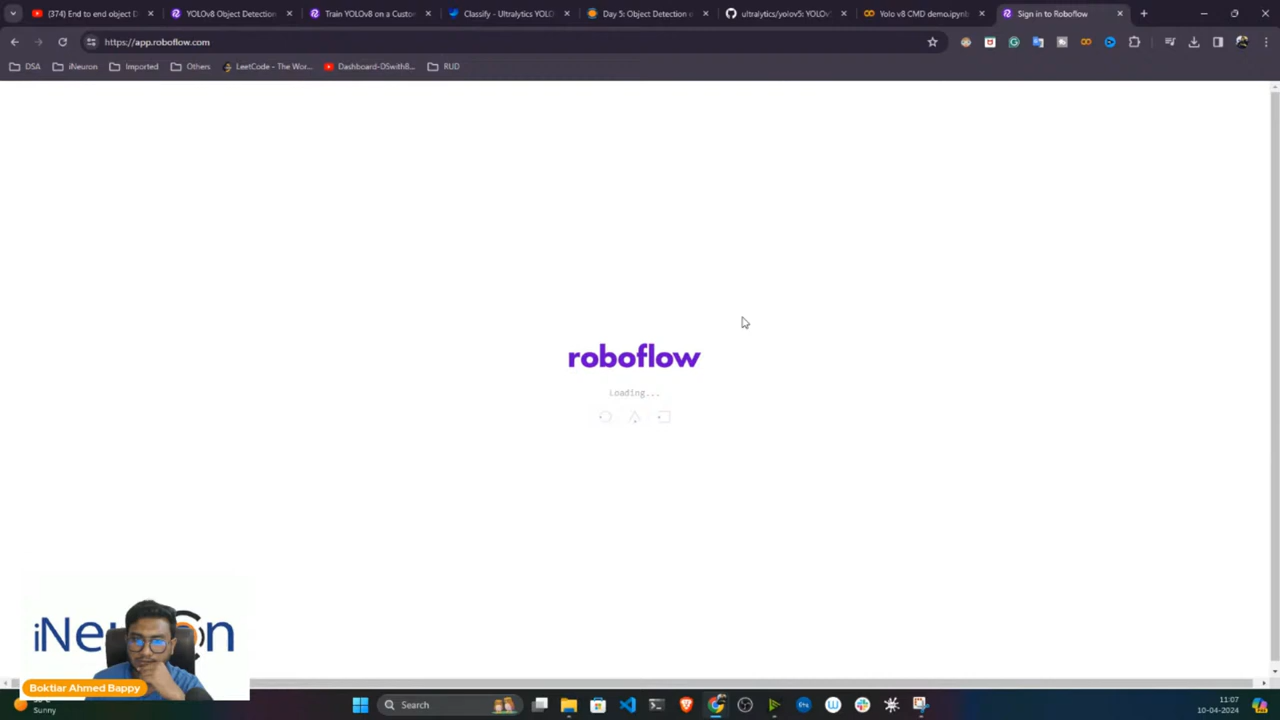 (374) End to end object D
YOLOv8 Object Detection
Train YOLOv8 on a Custo
Classify - Ultralytics YOLO
Day 5: Object Detection
ultralytics/yolov5: YOLOv
Yolo v8 CMD demo.ipynb
Sign in to Roboflow
https://app.roboflow.com
DSA
iNeuron
Imported
Others
LeetCode - The Wor...
Dashboard-DSwithB...
RUD
roboflow
Loading...
Boktiar Ahmed Bappy
Sunny
Search
11:07
10-04-2024